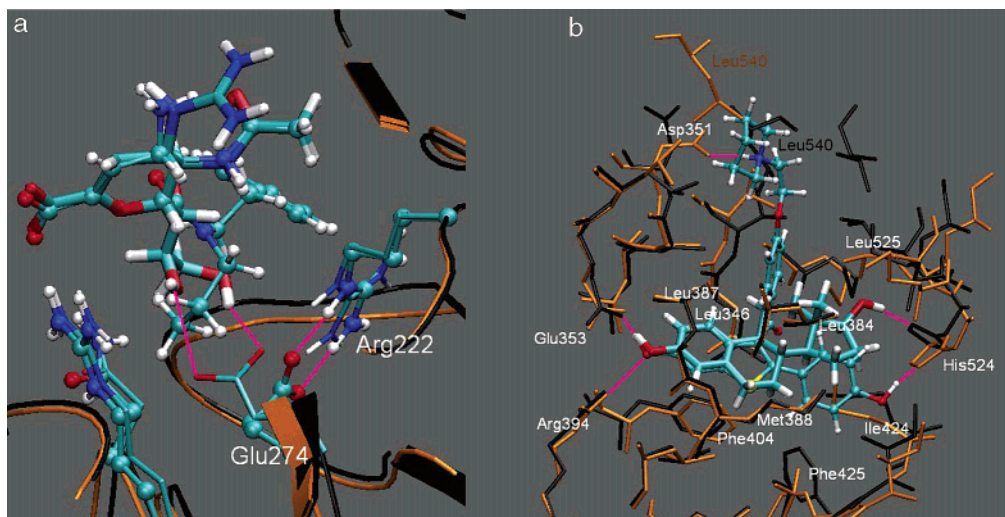 a
Arg222
Glu274
b
Leu540
Asp351
Leu540
Leu525
Leu387
Leu346
Leu384
Glu353
His524
Arg394
Met388
Ile424
Phe404
Phe425